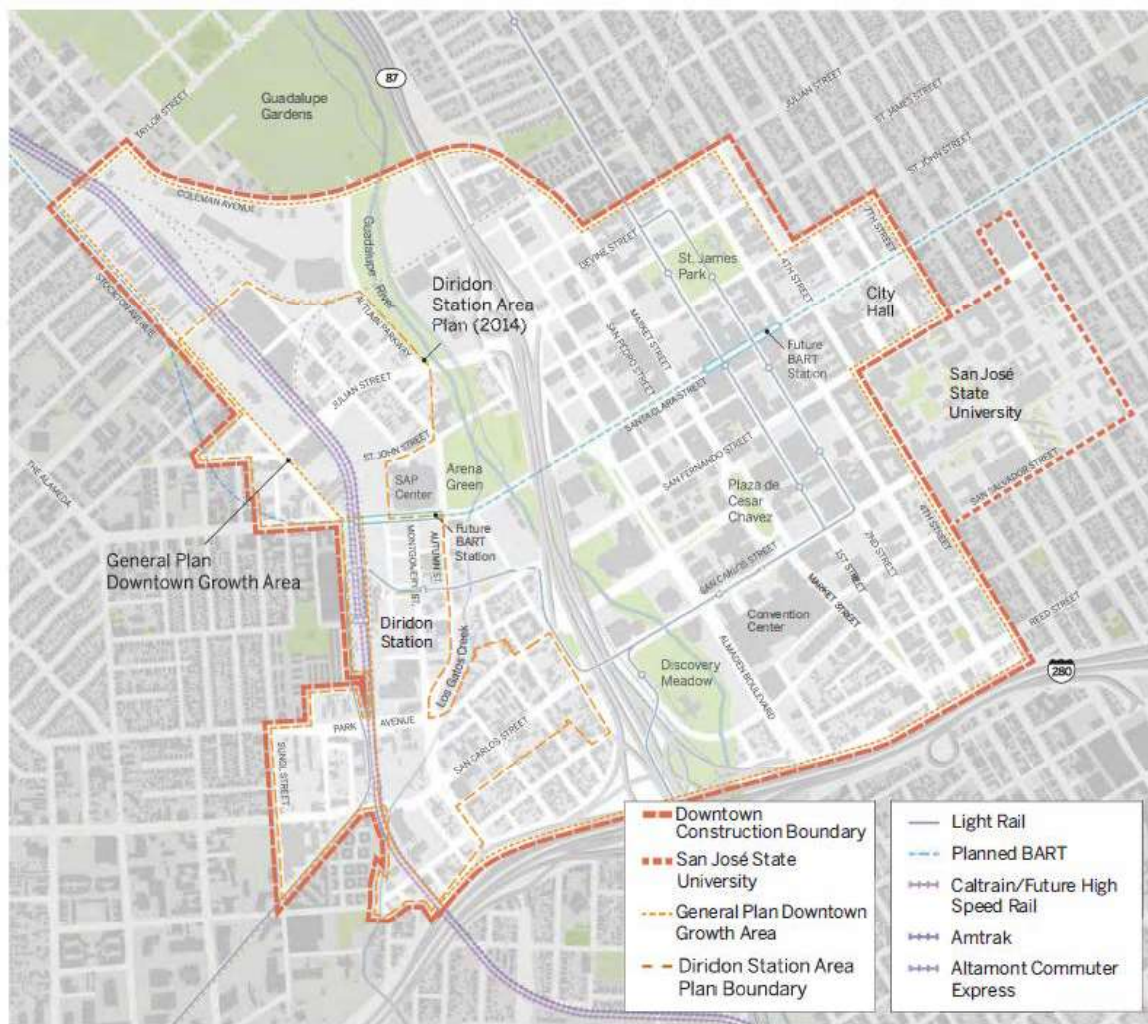 87
Guadalupe
Gardens
TAYLOR STREET
JULIAN STREET
ST. JAMES STREET
ST. JOHN STREET
COLEMAN AVENUE
Guadalupe River
DEVINE STREET
St. James
Park
7TH STREET
4TH STREET
City
Hall
STOCKTON AVENUE
AUTUMN PARKWAY
Diridon
Station Area
Plan (2014)
MARKET STREET
SAN PEDRO STREET
Future
BART
Station
San José
State
University
JULIAN STREET
SANTA CLARA STREET
ST. JOHN STREET
SAN FERNANDO STREET
THE ALAMEDA
SAP
Center
Arena
Green
Plaza de
Cesar
Chavez
SAN SALVADOR STREET
4TH STREET
General Plan
Downtown Growth Area
MONTGOMERY ST.
AUTUMN ST.
Future
BART
Station
SAN CARLOS STREET
2ND STREET
1ST STREET
MARKET STREET
REED STREET
Diridon
Station
Convention
Center
Los Gatos Creek
ALMADEN BOULEVARD
Discovery
Meadow
280
PARK AVENUE
SAN CARLOS STREET
SUNOL STREET
Downtown
Construction Boundary
San José State
University
General Plan Downtown
Growth Area
Diridon Station Area
Plan Boundary
Light Rail
Planned BART
Caltrain/Future High
Speed Rail
Amtrak
Altamont Commuter
Express